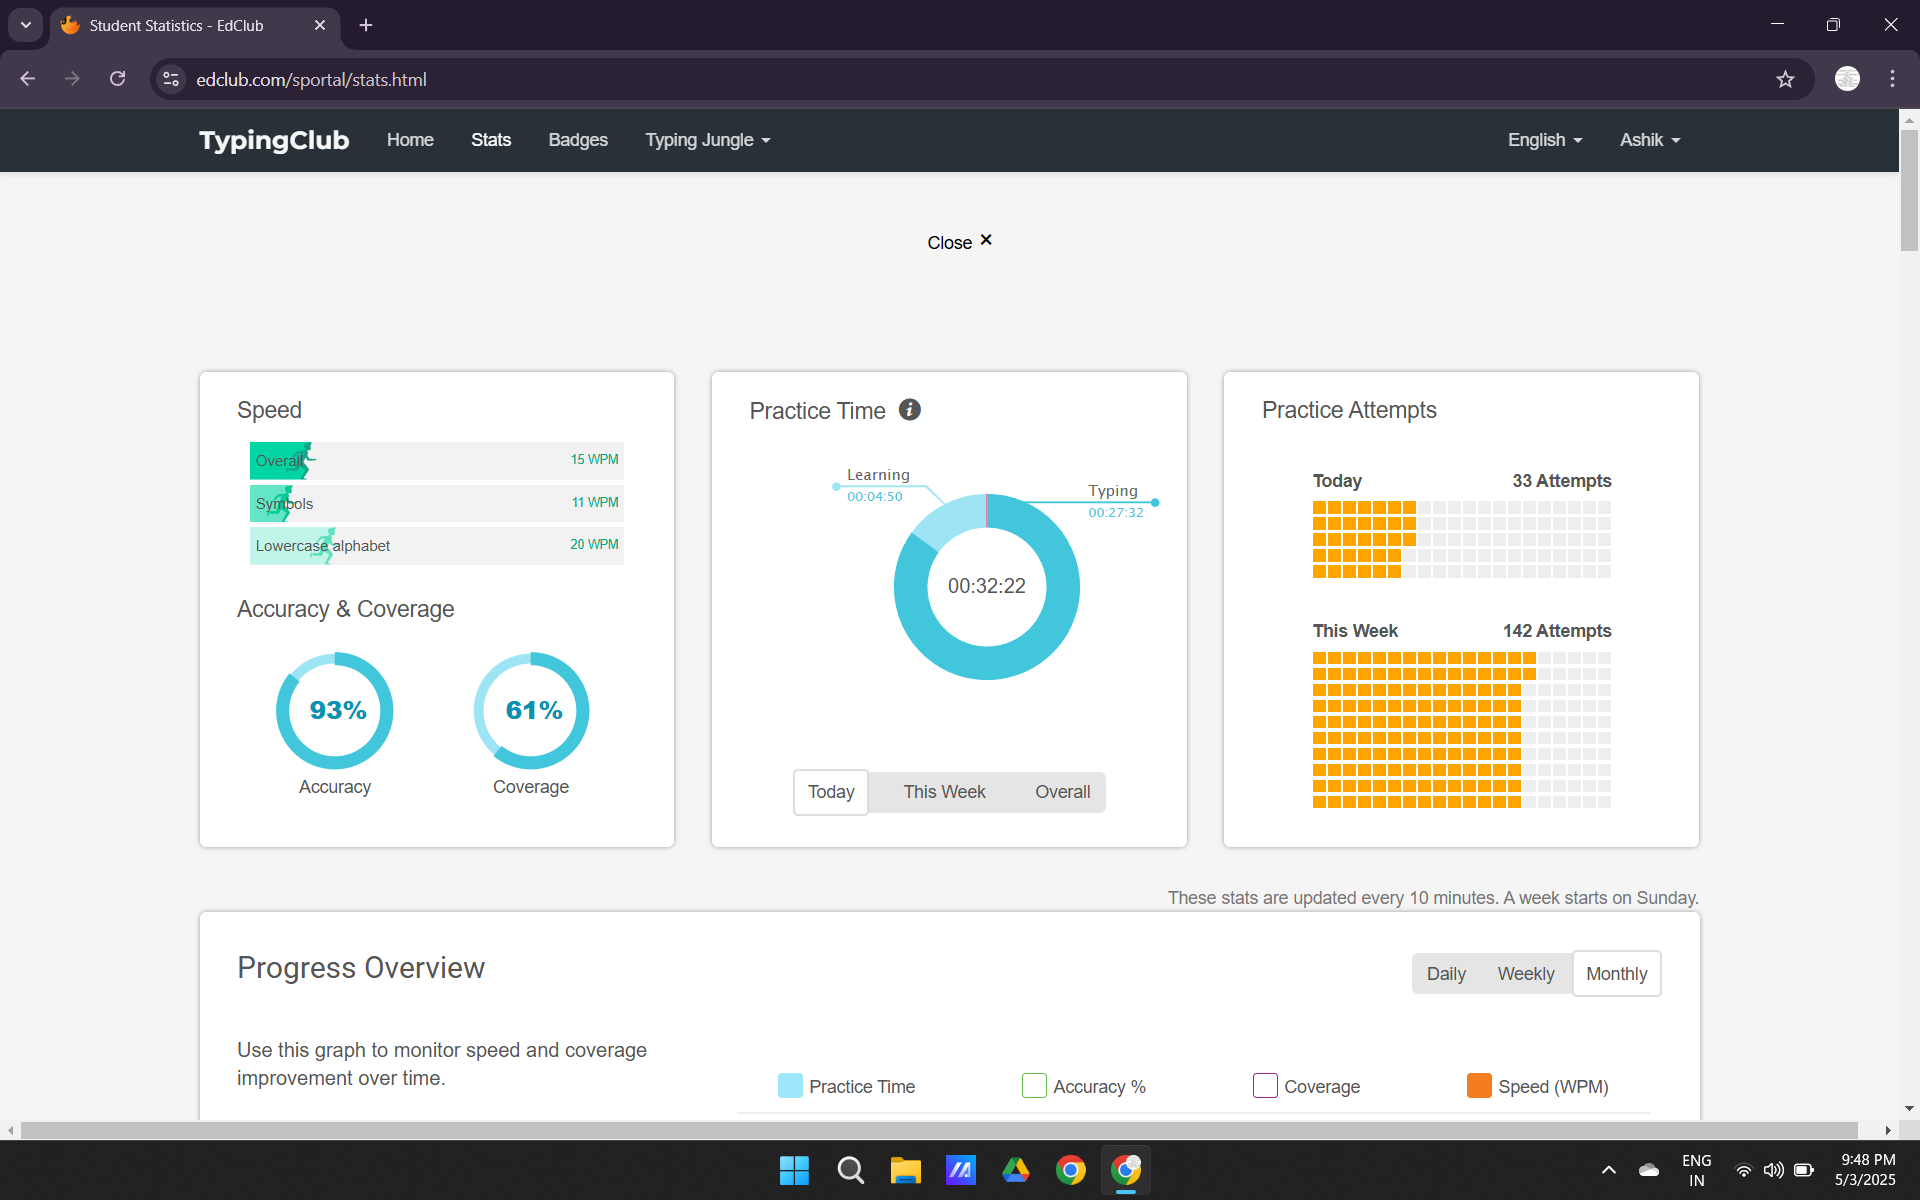 Student Statistics - EdClub
edclub.com/sportal/stats.html
TypingClub Home Stats Badges Typing Jungle English Ashik
Close ×
Speed
Overall 15 WPM
Symbols 11 WPM
Lowercase alphabet 20 WPM
Accuracy & Coverage
93% 61%
Accuracy Coverage
Practice Time i
Learning
00:04:50
Typing
00:27:32
00:32:22
Today This Week Overall
Practice Attempts
Today 33 Attempts
This Week 142 Attempts
These stats are updated every 10 minutes. A week starts on Sunday.
Progress Overview
Daily Weekly Monthly
Use this graph to monitor speed and coverage
improvement over time.
Practice Time Accuracy % Coverage Speed (WPM)
ENG
IN
9:48 PM
5/3/2025